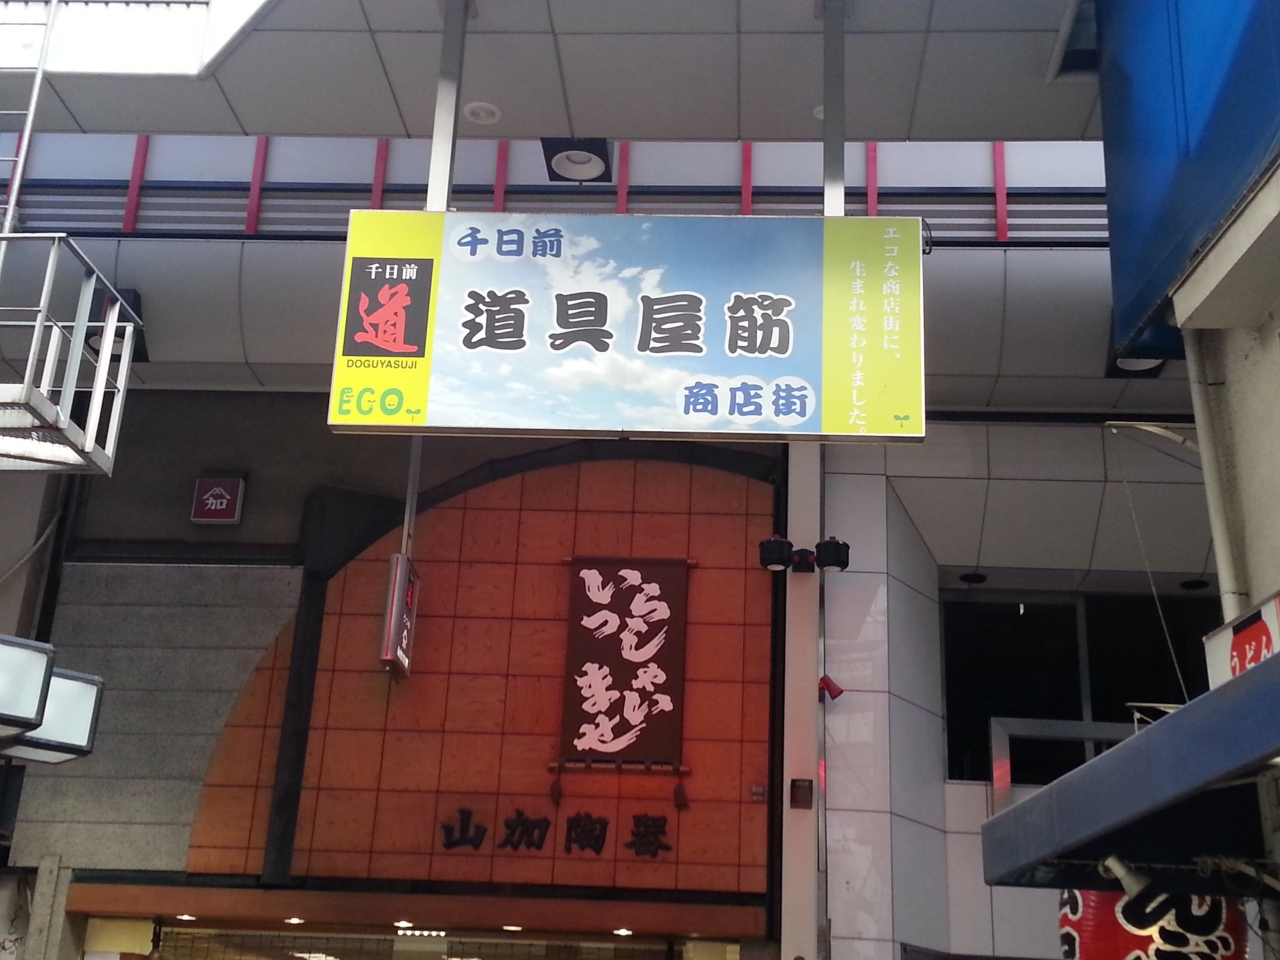 千日前
道
DOGUYASUJI
ECO
千日前
道具屋筋
商店街
エコな商店街に、
生まれ変わりました。
加
いらっしゃいませ
山加陶器
うどん